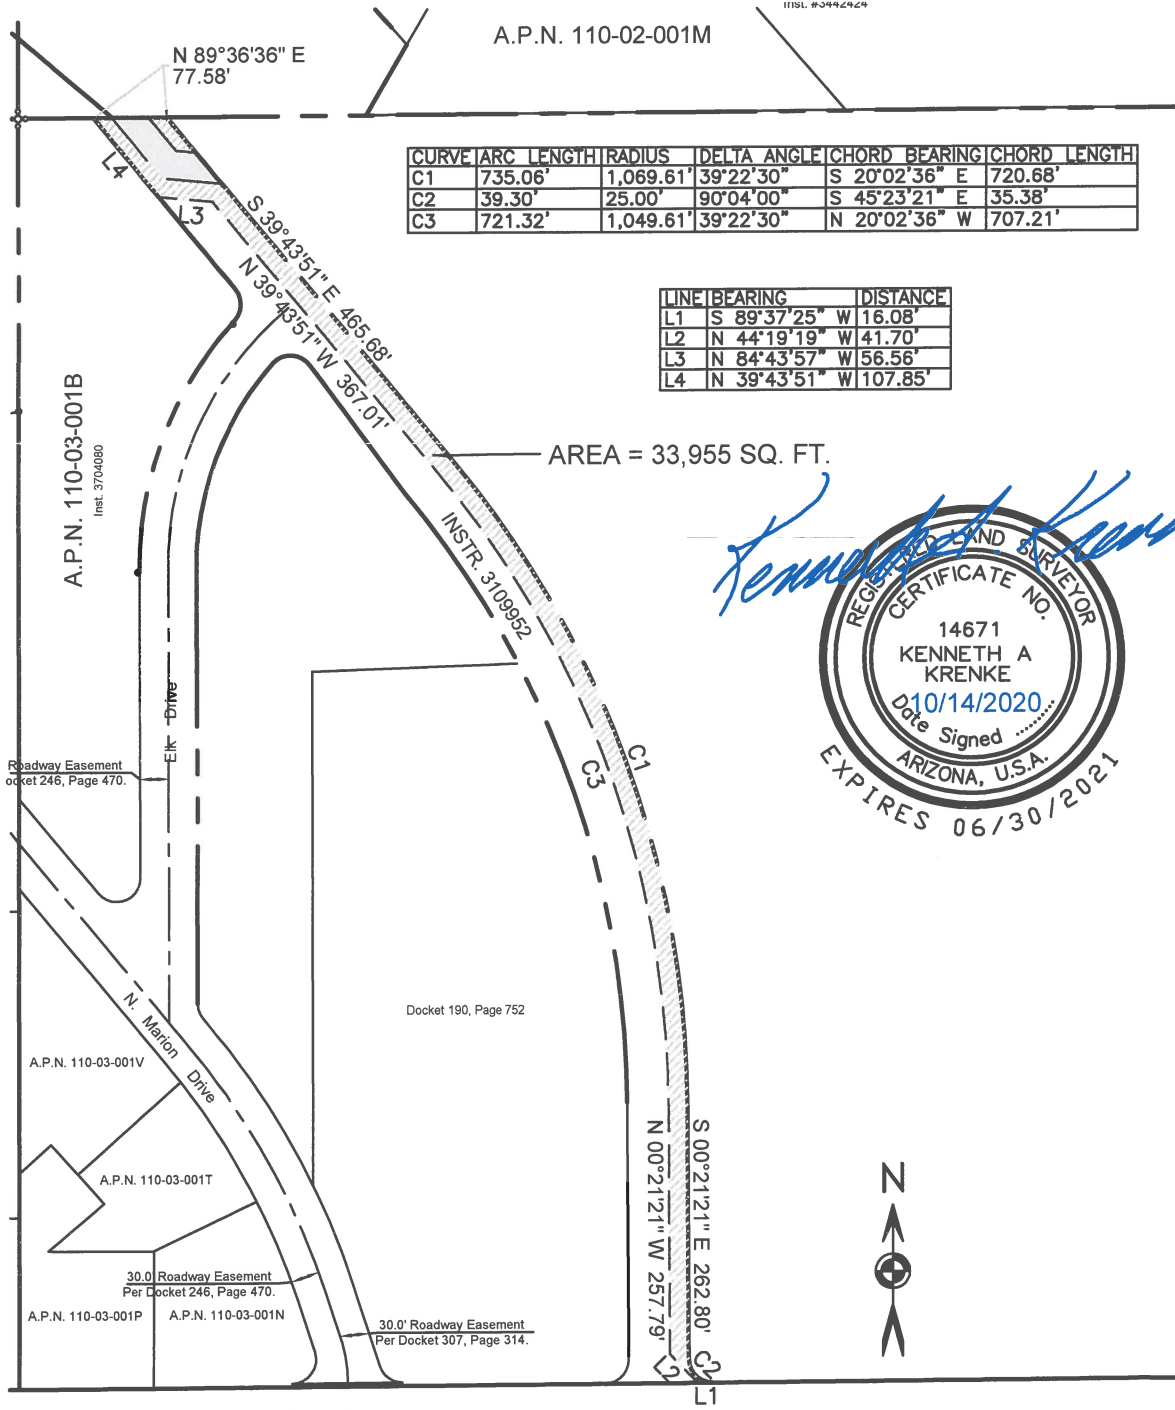 Inst. #3442424
A.P.N. 110-02-001M
N 89°36'36" E
77.58'
L4
L3
CURVE ARC LENGTH RADIUS DELTA ANGLE CHORD BEARING CHORD LENGTH
C1 735.06' 1,069.61' 39°22'30" S 20°02'36" E 720.68'
C2 39.30' 25.00' 90°04'00" S 45°23'21" E 35.38'
C3 721.32' 1,049.61' 39°22'30" N 20°02'36" W 707.21'
S 39°43'51" E 465.68'
N 39°43'51" W 367.01'
LINE BEARING DISTANCE
L1 S 89°37'25" W 16.08'
L2 N 44°19'19" W 41.70'
L3 N 84°43'57" W 56.56'
L4 N 39°43'51" W 107.85'
A.P.N. 110-03-001B
Inst. 3704080
AREA = 33,955 SQ. FT.
INSTR. 3109952
REGISTERED LAND SURVEYOR
CERTIFICATE NO.
14671
KENNETH A
KRENKE
10/14/2020
Date Signed
ARIZONA, U.S.A.
EXPIRES 06/30/2021
Elk Drive
Roadway Easement
ocket 246, Page 470.
C1
C3
Docket 190, Page 752
N. Marion Drive
A.P.N. 110-03-001V
A.P.N. 110-03-001T
N 00°21'21" W 257.79'
S 00°21'21" E 262.80'
N
30.0' Roadway Easement
Per Docket 246, Page 470.
A.P.N. 110-03-001P
A.P.N. 110-03-001N
30.0' Roadway Easement
Per Docket 307, Page 314.
L2
C2
L1